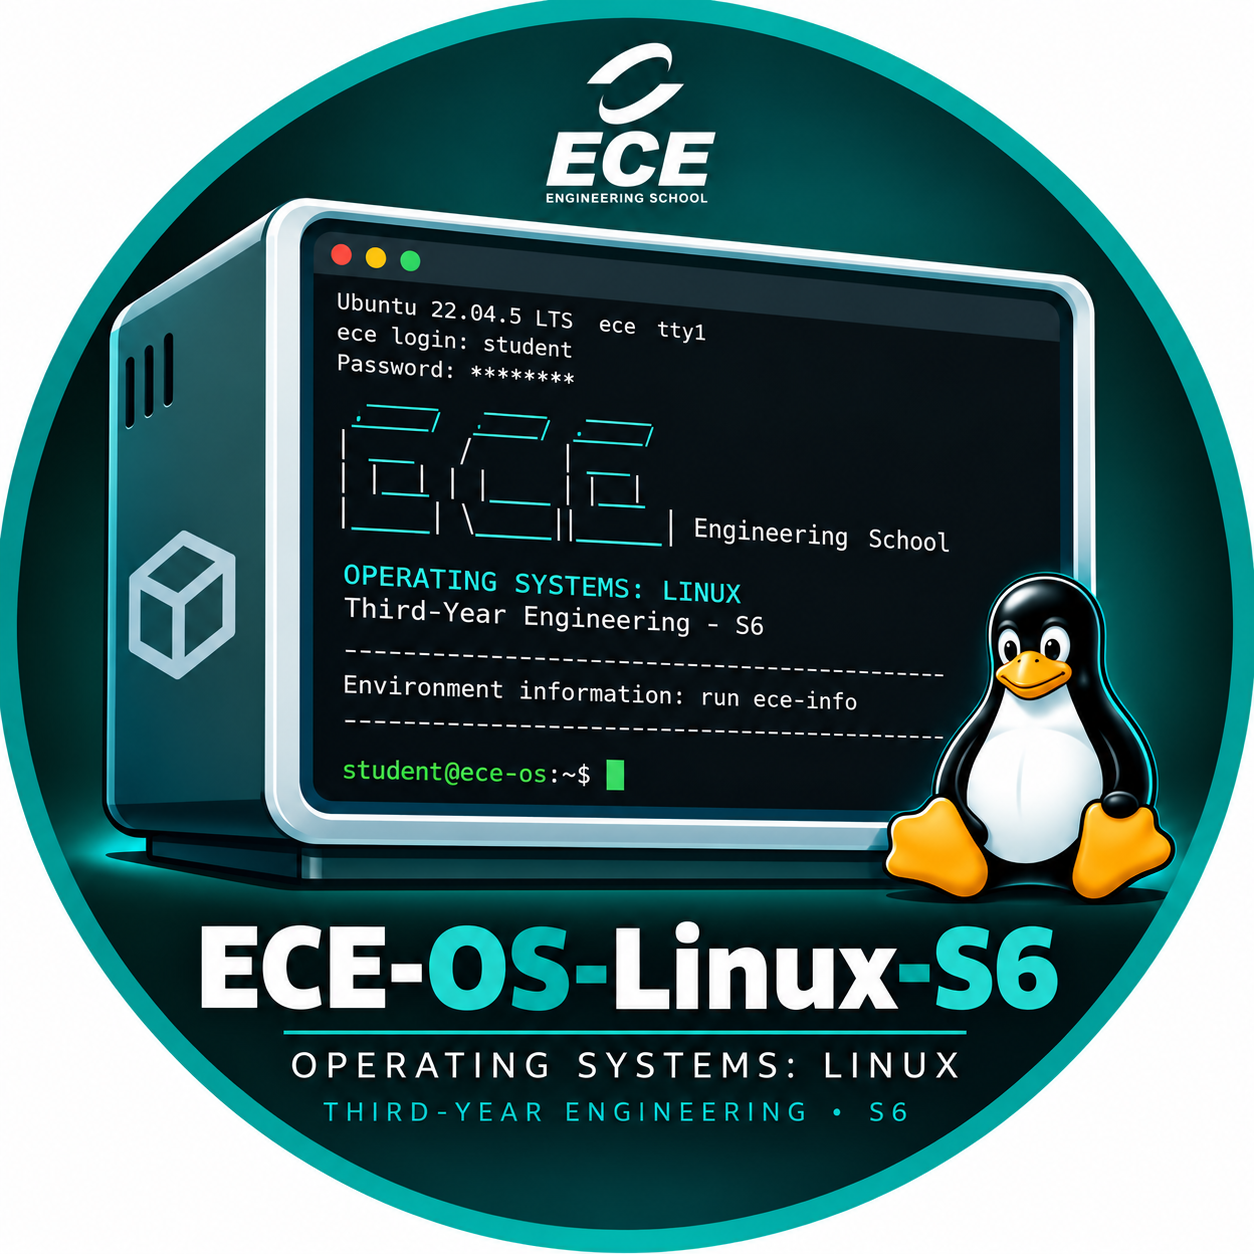 ECE
ENGINEERING SCHOOL
Ubuntu 22.04.5 LTS ece tty1
ece login: student
Password: ********
ECE Engineering School
OPERATING SYSTEMS: LINUX
Third-Year Engineering - S6
---------------------------------------------
Environment information: run ece-info
---------------------------------------------
student@ece-os:~$
ECE-OS-Linux-S6
OPERATING SYSTEMS: LINUX
THIRD-YEAR ENGINEERING • S6